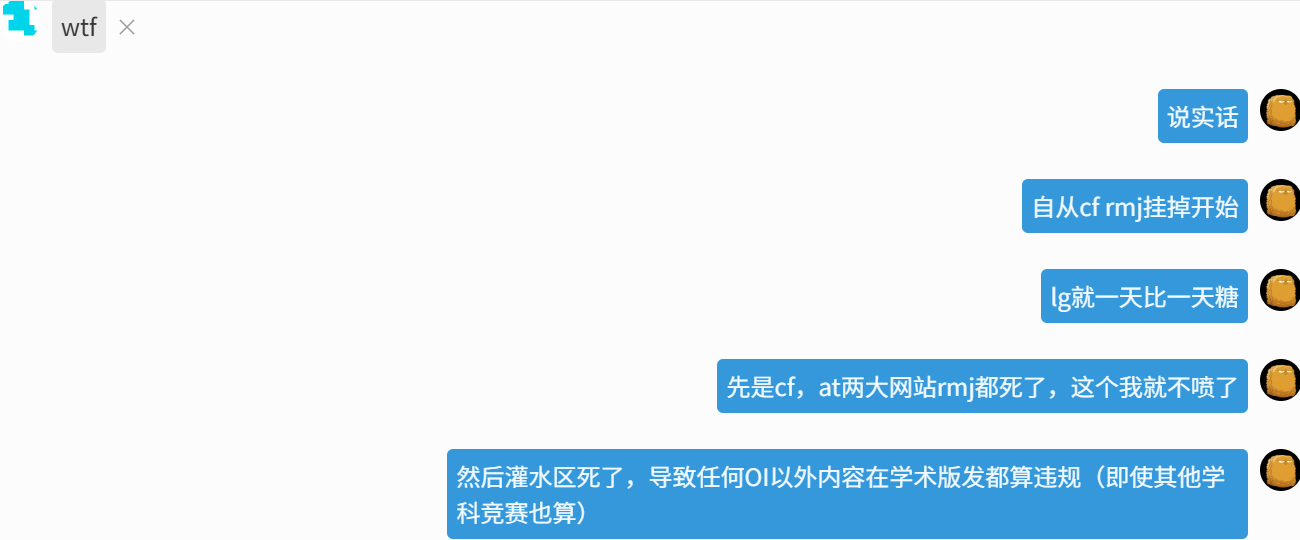 wtf
说实话
自从cf rmj挂掉开始
lg就一天比一天糖
先是cf，at两大网站rmj都死了，这个我就不喷了
然后灌水区死了，导致任何OI以外内容在学术版发都算违规（即使其他学
科竞赛也算）